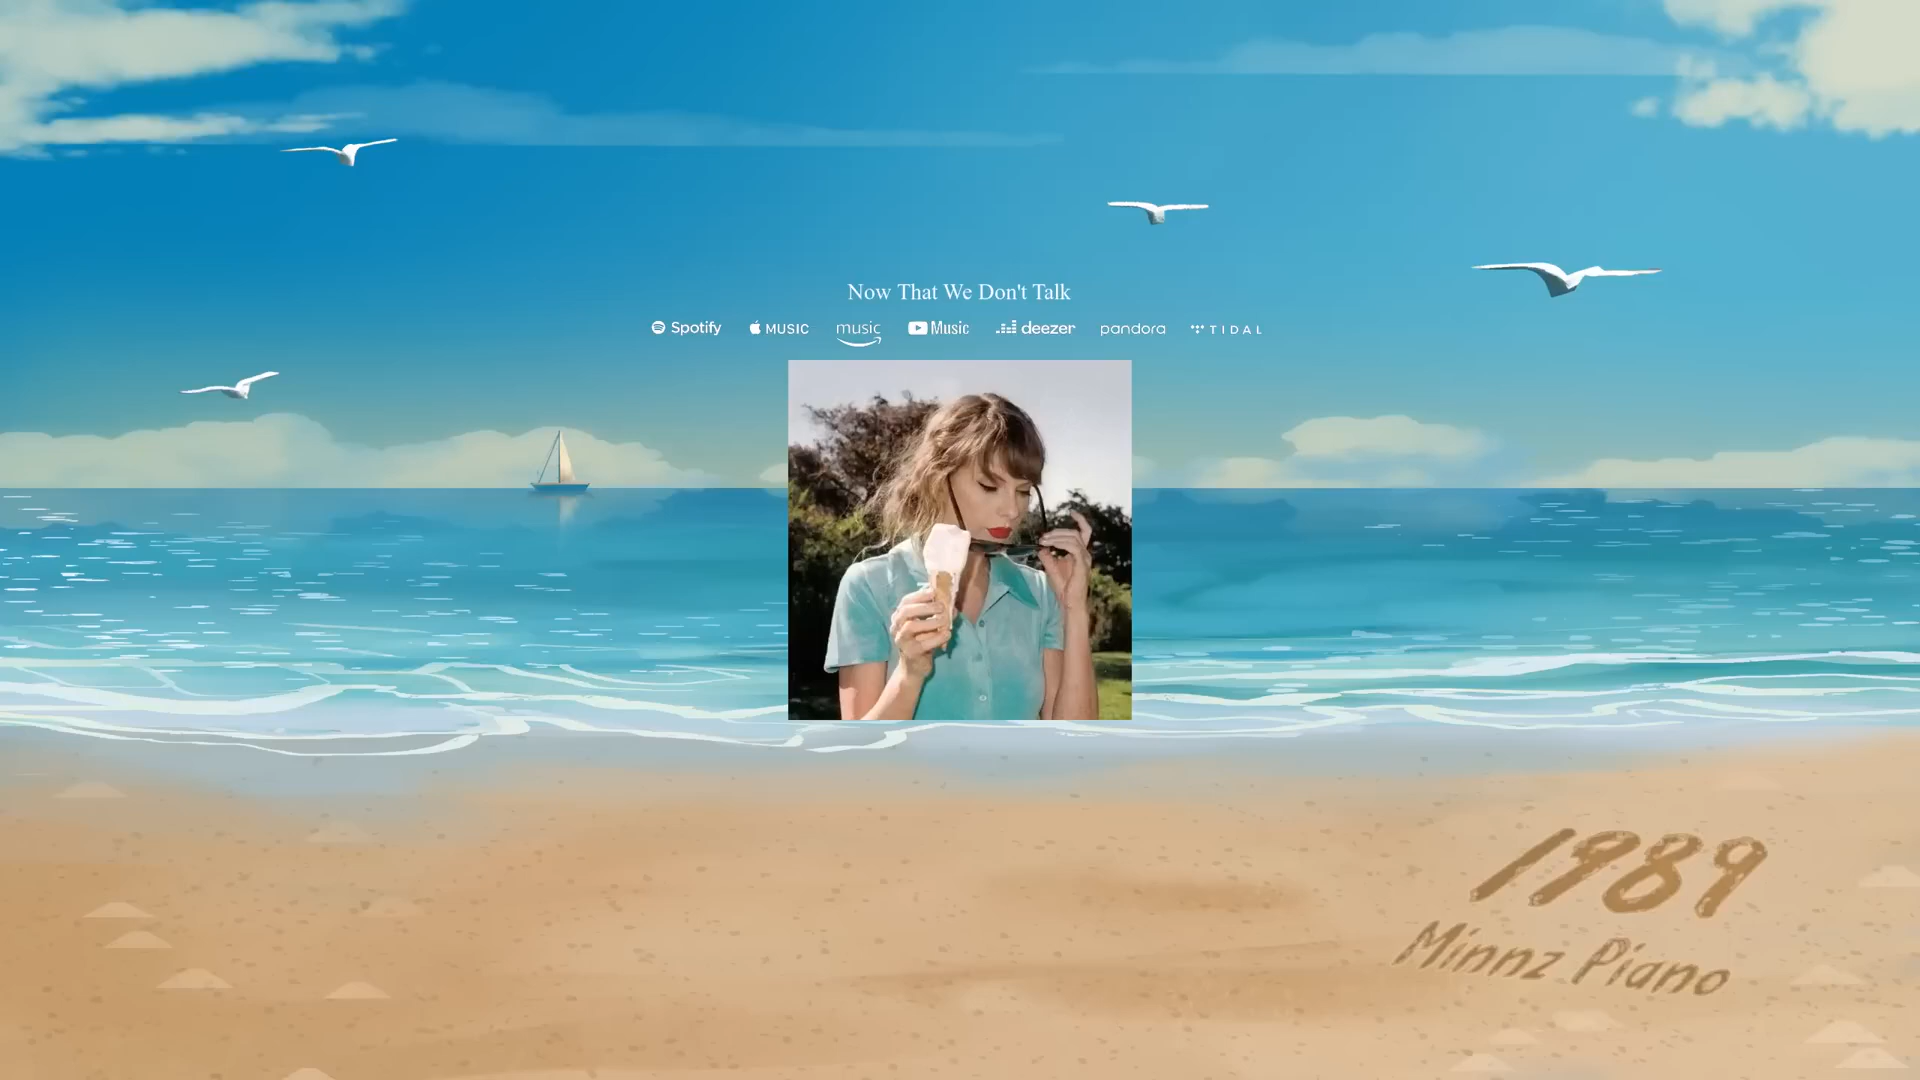 Now That We Don't Talk
Spotify MUSIC music Music deezer pandora TIDAL
1989
Minnz Piano